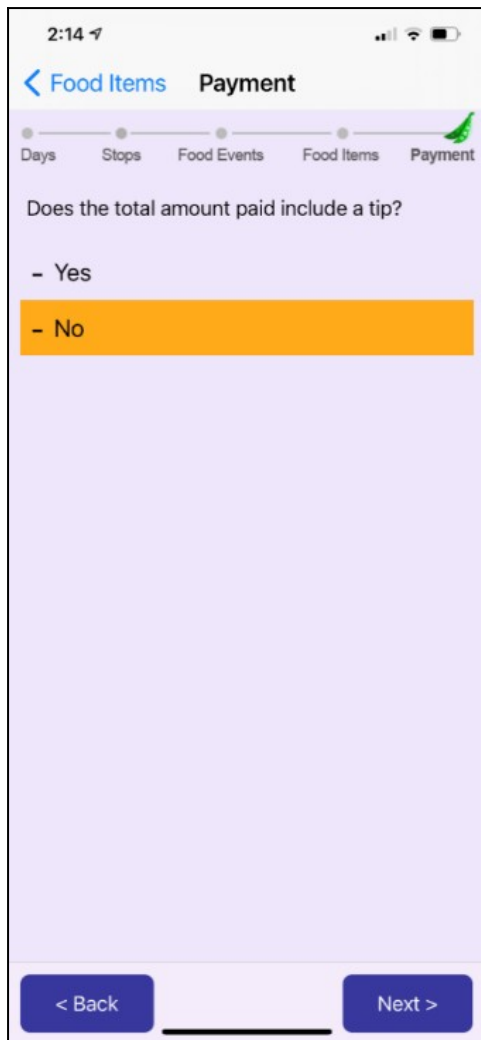 2:14
Food Items Payment
Days Stops Food Events Food Items Payment
Does the total amount paid include a tip?
- Yes
- No
< Back Next >